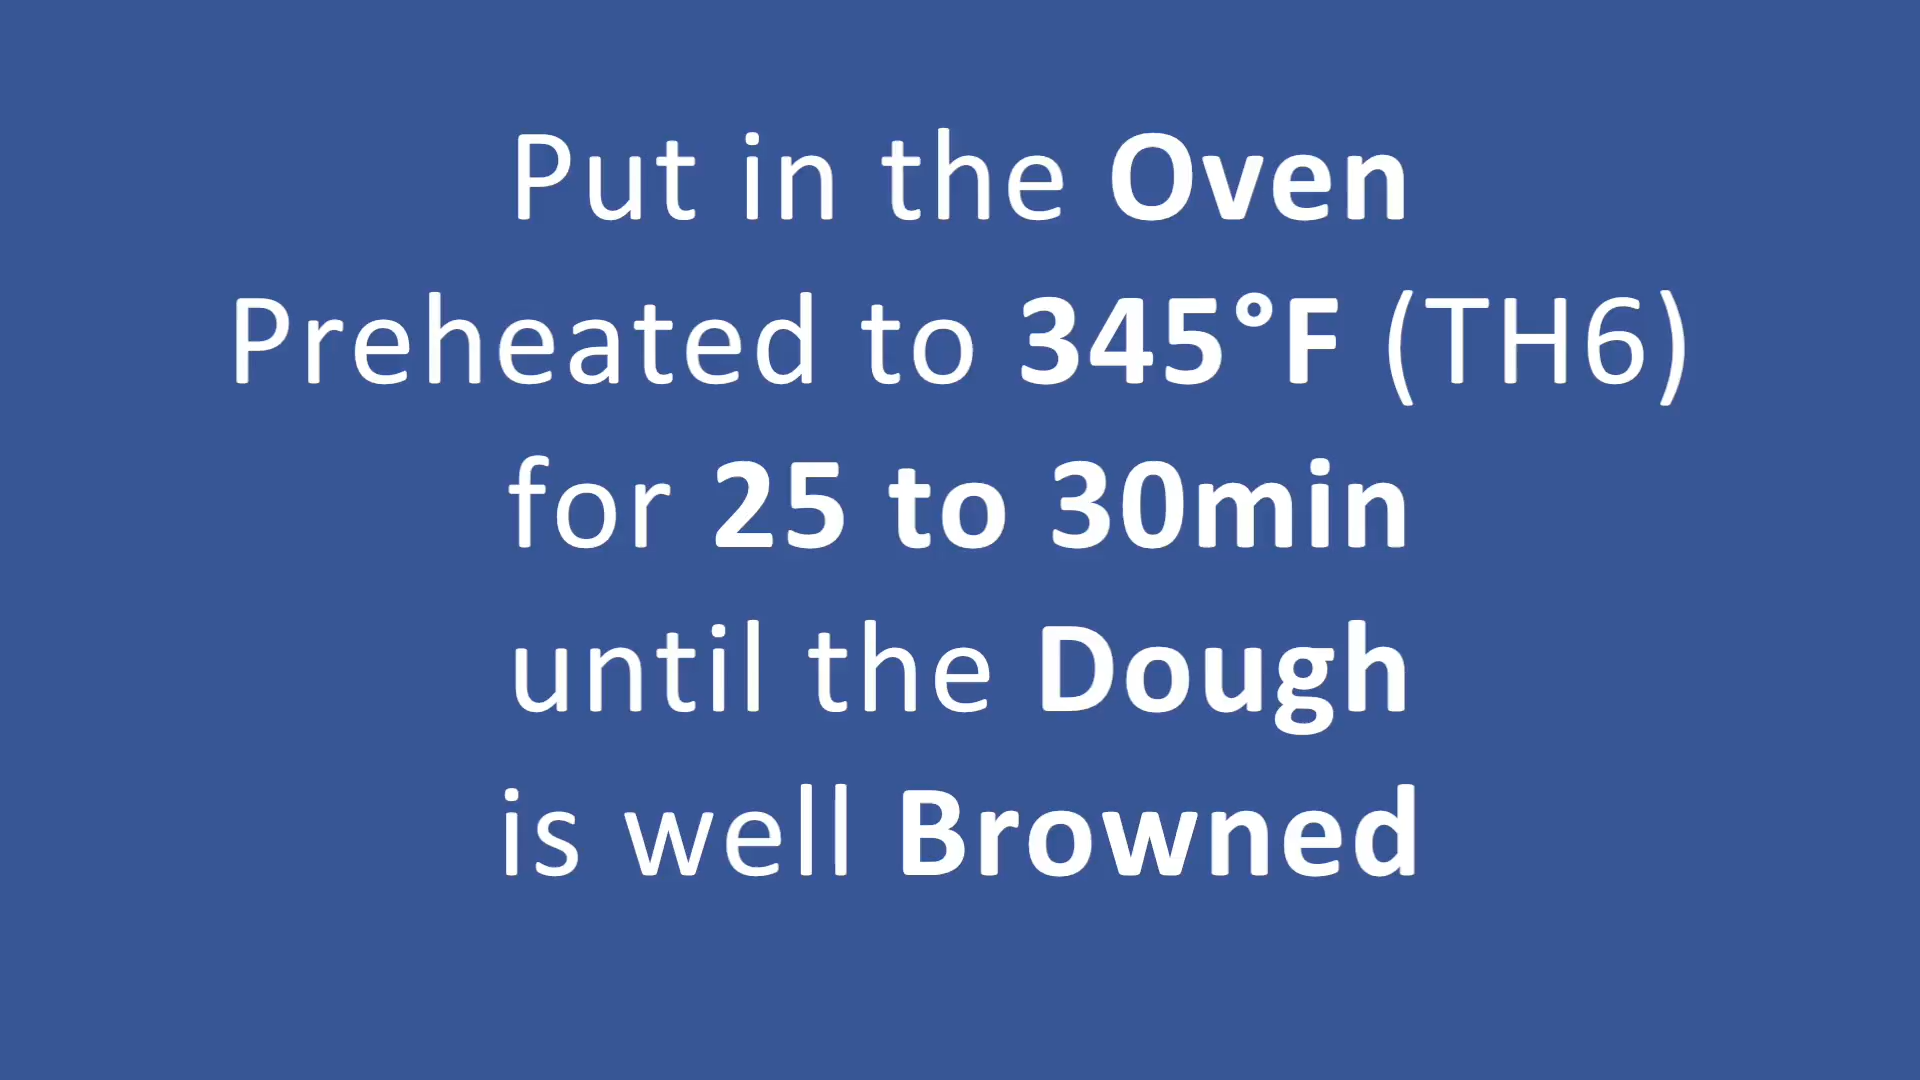 Put in the Oven
Preheated to 345°F (TH6)
for 25 to 30min
until the Dough
is well Browned